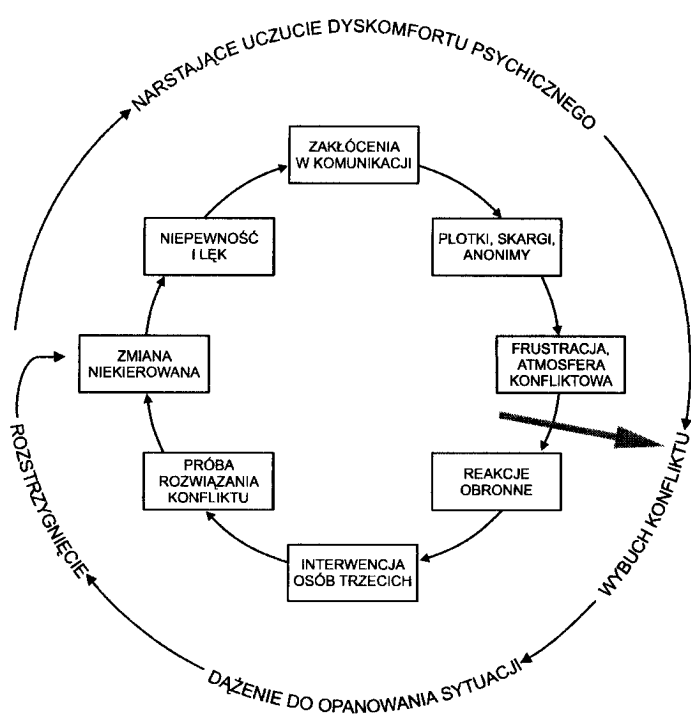 NARSTAJĄCE UCZUCIE DYSKOMFORTU PSYCHICZNEGO
ZAKŁÓCENIA
W KOMUNIKACJI
PLOTKI, SKARGI,
ANONIMY
FRUSTRACJA,
ATMOSFERA
KONFLIKTOWA
REAKCJE
OBRONNE
INTERWENCJA
OSÓB TRZECICH
PRÓBA
ROZWIĄZANIA
KONFLIKTU
ZMIANA
NIEKIEROWANA
NIEPEWNOŚĆ
I LĘK
WYBUCH KONFLIKTU
DĄŻENIE DO OPANOWANIA SYTUACJI
ROZSTRZYGNIĘCIE